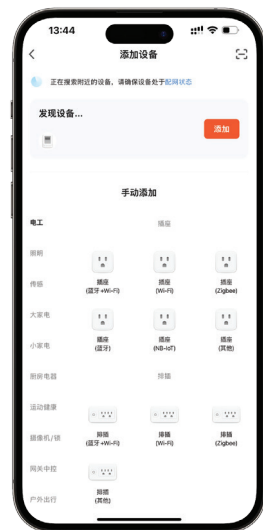 13:44
添加设备
正在搜索附近的设备，请确保设备处于配网状态
发现设备...
添加
手动添加
电工
插座
照明
传感
插座 插座 插座
(蓝牙+Wi-Fi) (Wi-Fi) (Zigbee)
大家电
小家电
插座 插座 插座
(蓝牙) (NB-IoT) (其他)
厨房电器
排插
运动健康
摄像机/锁
排插 排插 排插
(蓝牙+Wi-Fi) (Wi-Fi) (Zigbee)
网关中控
户外出行
排插
(其他)